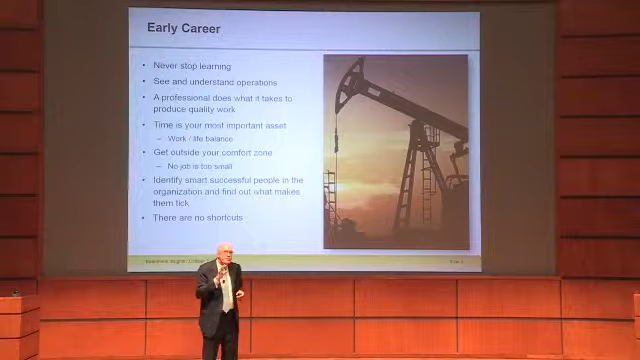 Early Career
Never stop learning
See and understand operations
A professional does what it takes to
produce quality work
Time is your most important asset
– Work / life balance
Get outside your comfort zone
– No job is too small
Identify smart successful people in the
organization and find out what makes
them tick
There are no shortcuts